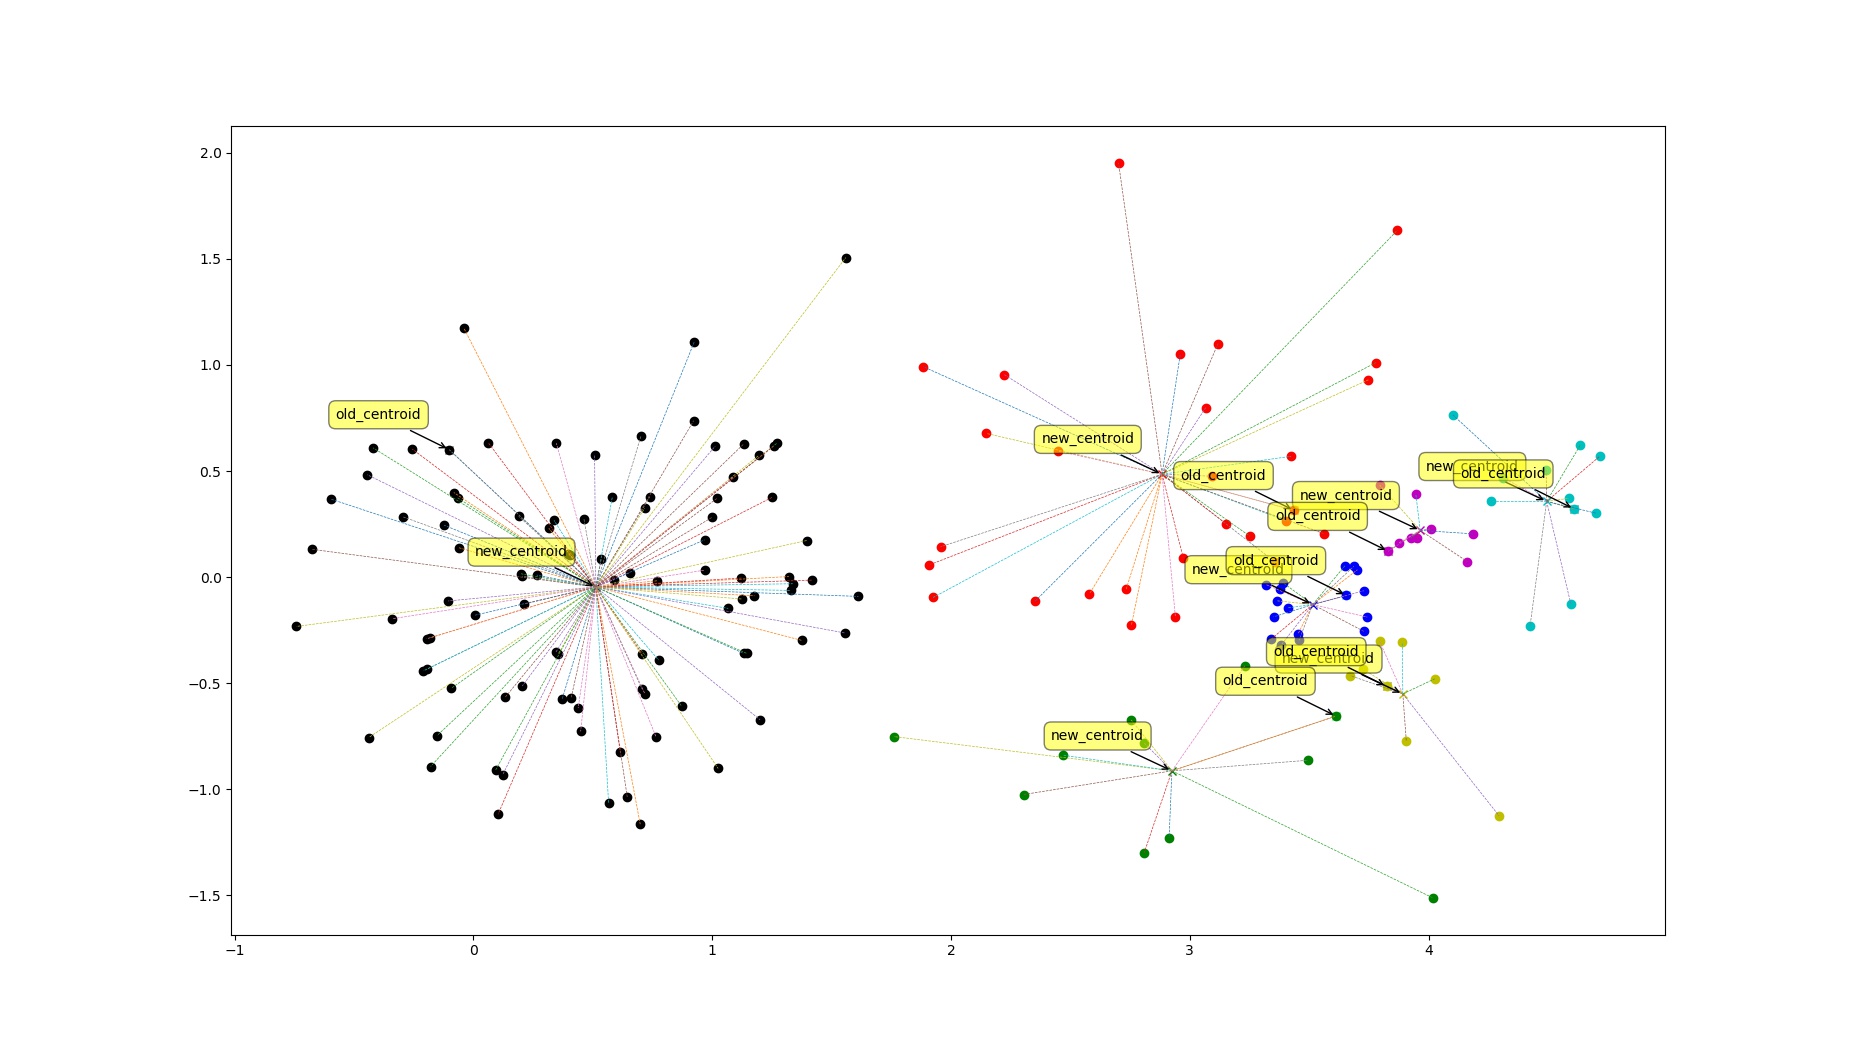 2.0
1.5
1.0
0.5
0.0
−0.5
−1.0
−1.5
−1
0
1
2
3
4
old_centroid
new_centroid
new_centroid
old_centroid
new_centroid
old_centroid
new_centroid
old_centroid
new_centroid
old_centroid
old_centroid
new_centroid
old_centroid
new_centroid